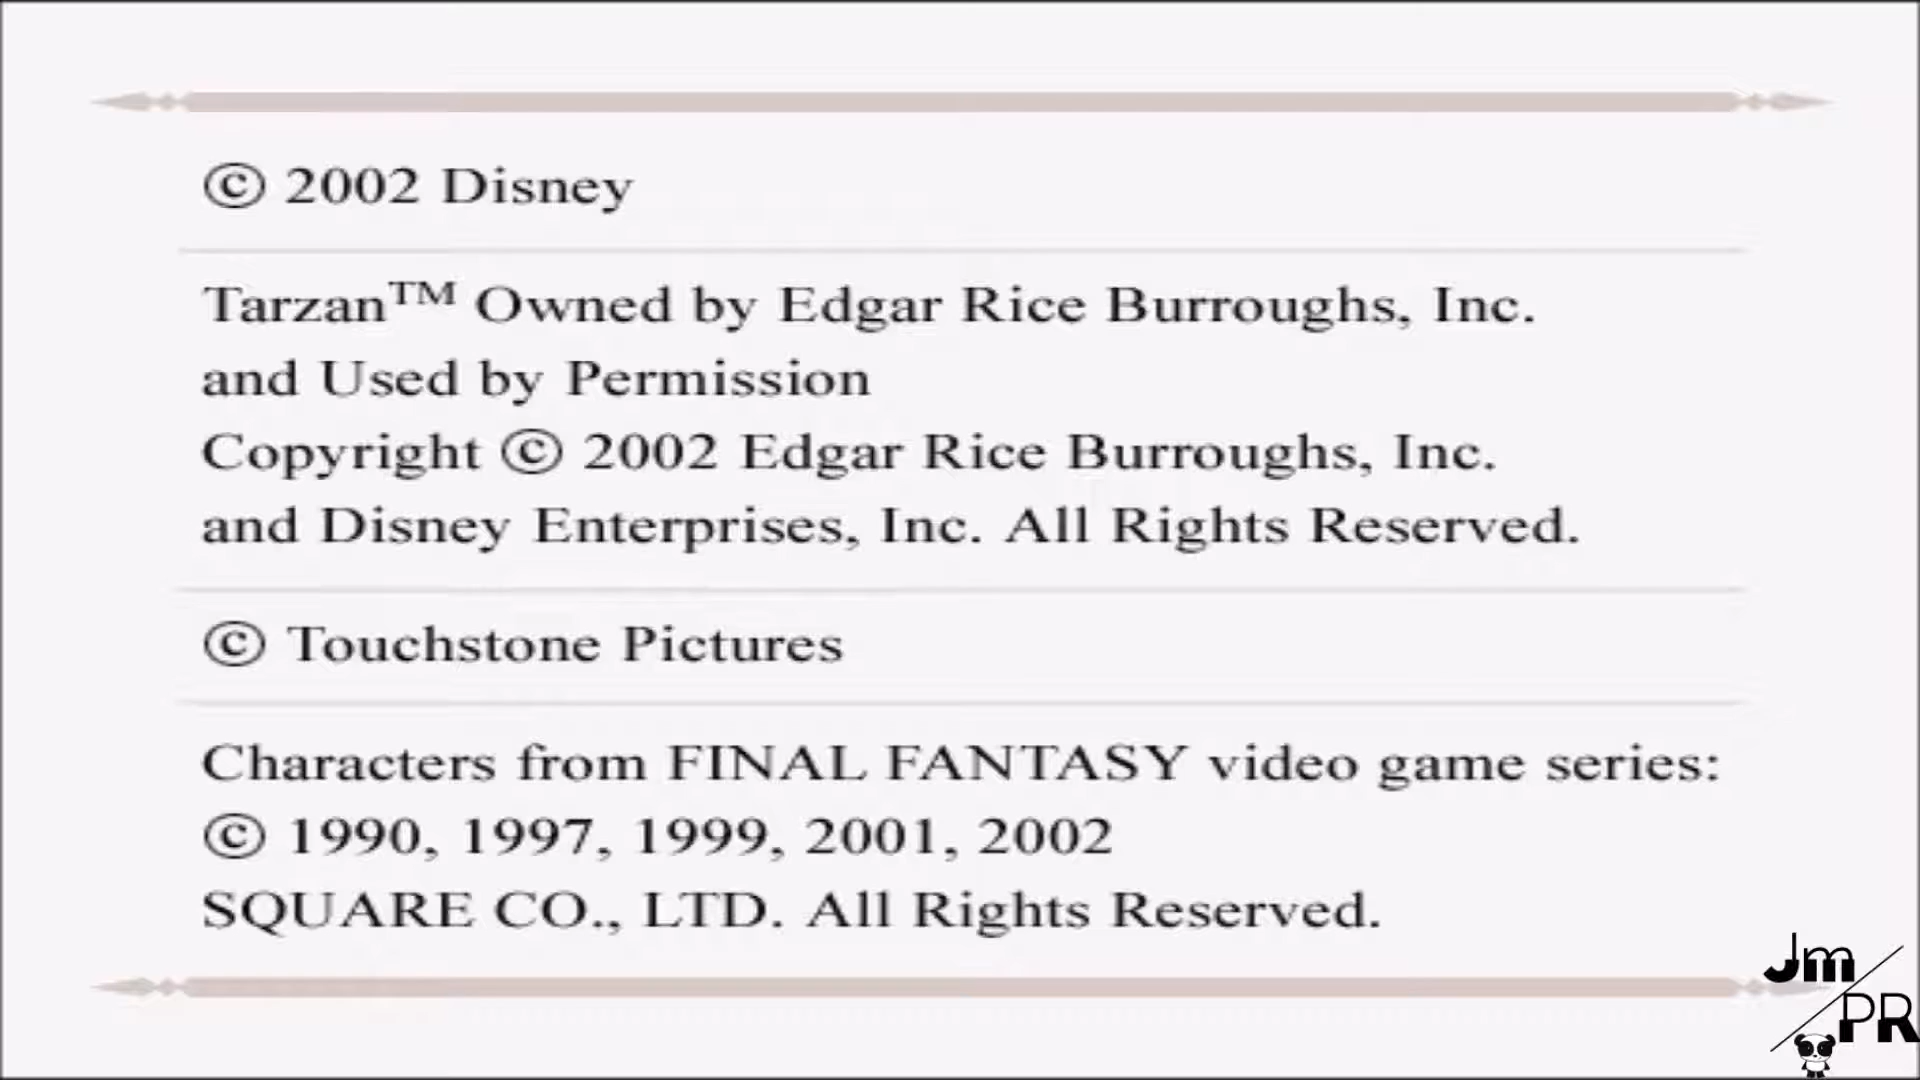 © 2002 Disney
Tarzan™ Owned by Edgar Rice Burroughs, Inc.
and Used by Permission
Copyright © 2002 Edgar Rice Burroughs, Inc.
and Disney Enterprises, Inc. All Rights Reserved.
© Touchstone Pictures
Characters from FINAL FANTASY video game series:
© 1990, 1997, 1999, 2001, 2002
SQUARE CO., LTD. All Rights Reserved.
Jm
PR